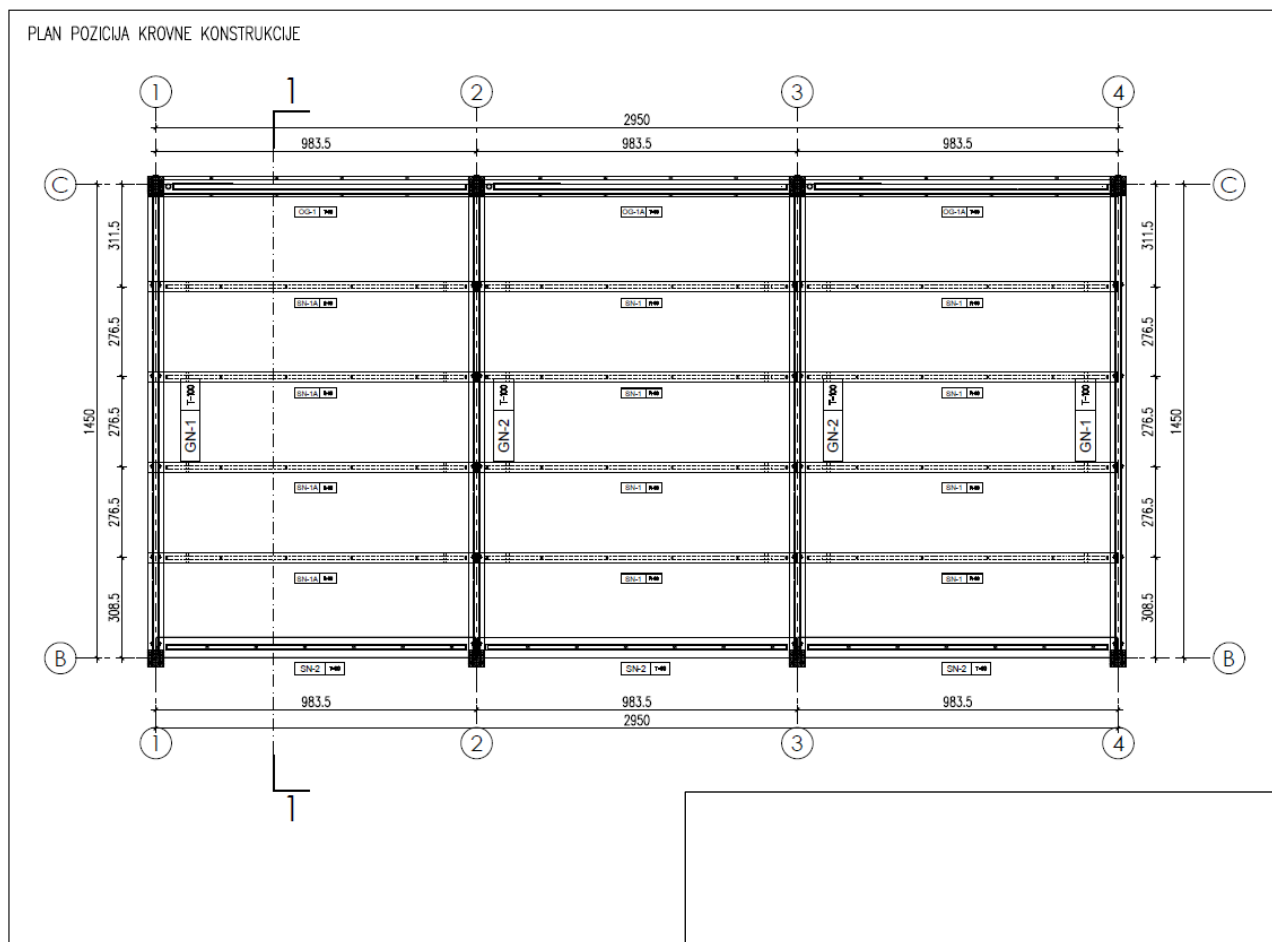 PLAN POZICIJA KROVNE KONSTRUKCIJE
1 1 2 3 4
2950
983.5 983.5 983.5
C C
OG-1 OG-1A OG-1A
311.5 311.5
SN-1A SN-1 SN-1
276.5 276.5
SN-1A SN-1 SN-1
GN-1 T-100 GN-2 T-100 GN-2 T-100 GN-1 T-100
1450 276.5 276.5 1450
SN-1A SN-1 SN-1
276.5 276.5
SN-1A SN-1 SN-1
308.5 308.5
B B
SN-2 SN-2 SN-2
983.5 983.5 983.5
2950
1 2 3 4
1